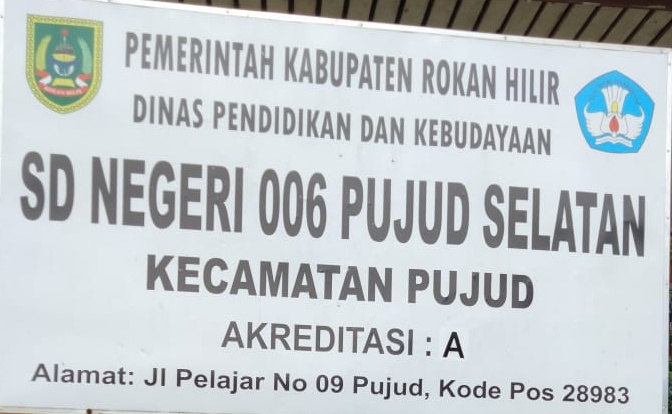 PEMERINTAH KABUPATEN ROKAN HILIR
DINAS PENDIDIKAN DAN KEBUDAYAAN
SD NEGERI 006 PUJUD SELATAN
KECAMATAN PUJUD
AKREDITASI : A
Alamat: Jl Pelajar No 09 Pujud, Kode Pos 28983